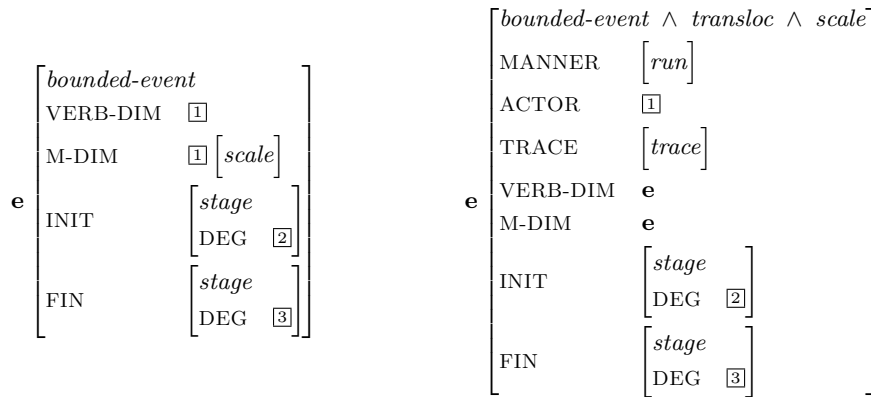 e
bounded-event
VERB-DIM 1
M-DIM 1 [scale]
INIT [stage
DEG 2]
FIN [stage
DEG 3]
e
bounded-event ∧ transloc ∧ scale
MANNER [run]
ACTOR 1
TRACE [trace]
VERB-DIM e
M-DIM e
INIT [stage
DEG 2]
FIN [stage
DEG 3]